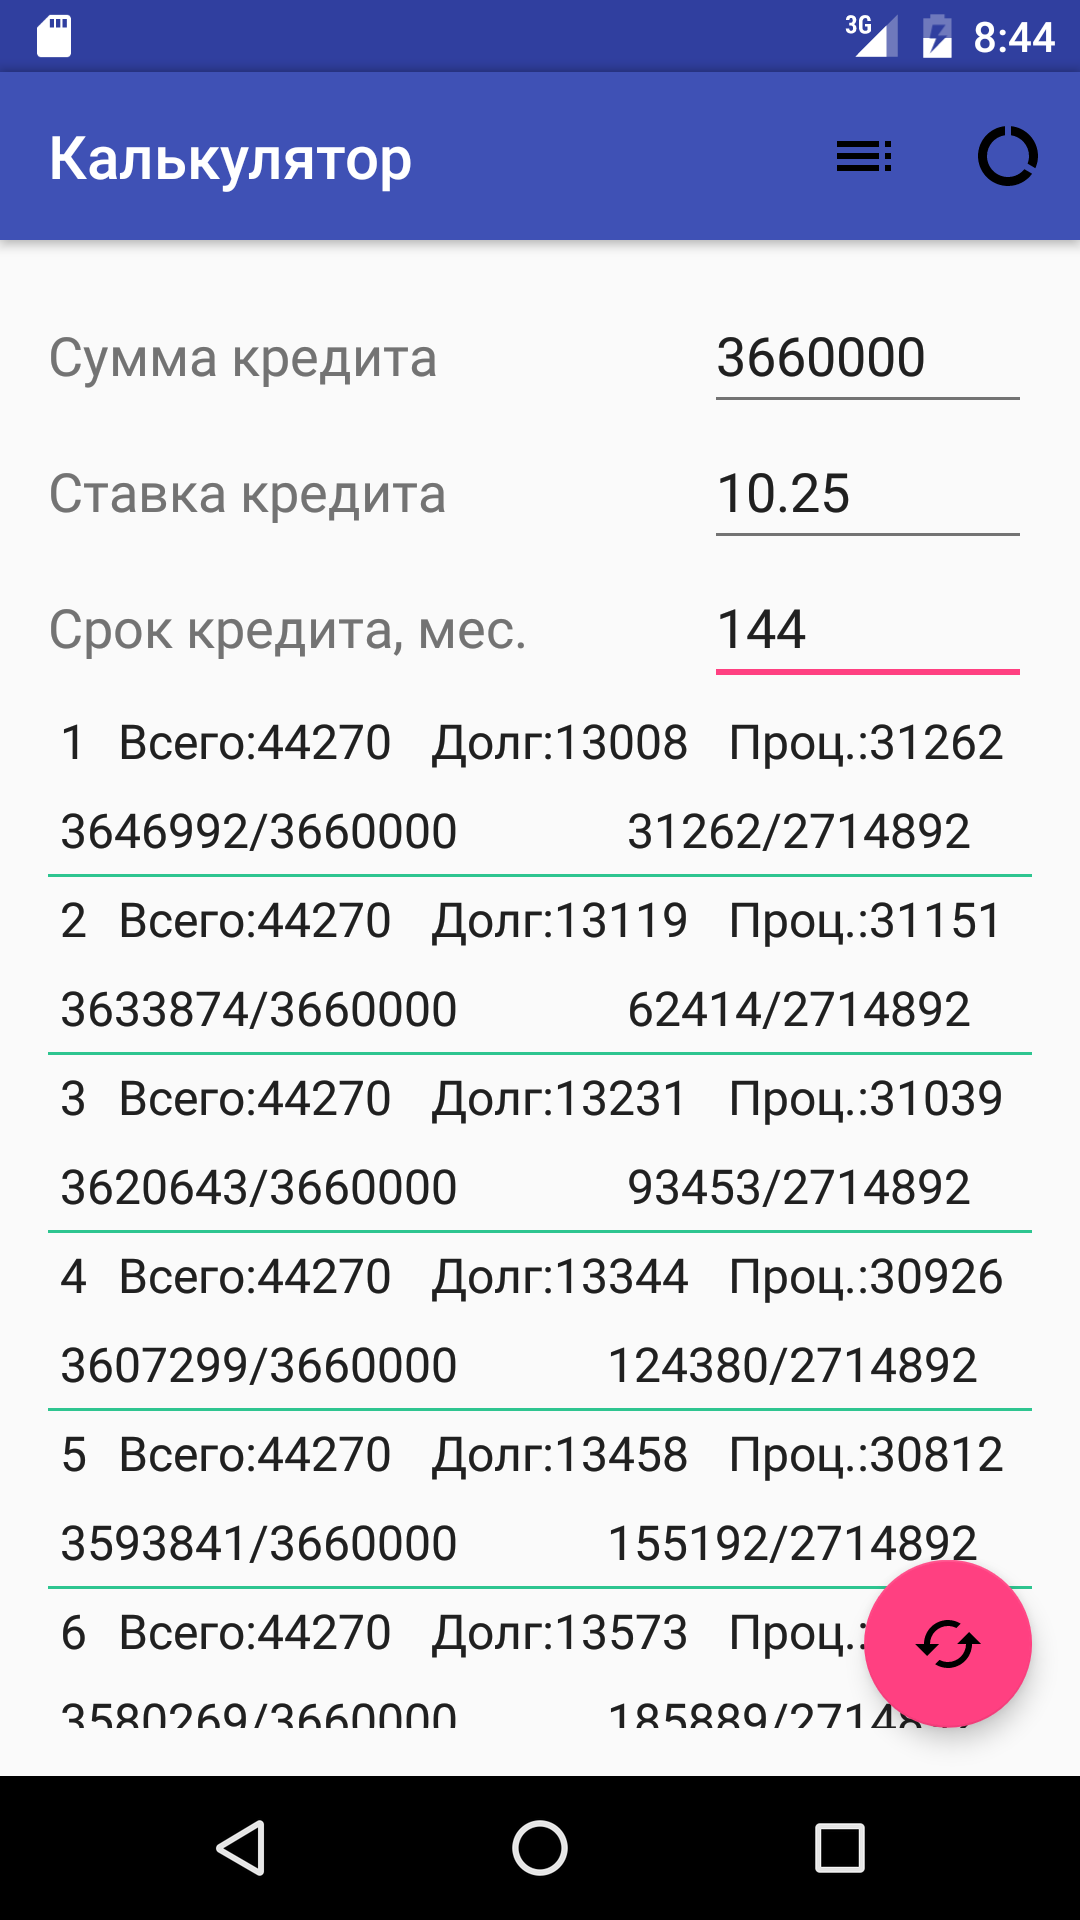 3G 8:44
Калькулятор
Сумма кредита 3660000
Ставка кредита 10.25
Срок кредита, мес. 144
1 Всего:44270 Долг:13008 Проц.:31262
3646992/3660000 31262/2714892
2 Всего:44270 Долг:13119 Проц.:31151
3633874/3660000 62414/2714892
3 Всего:44270 Долг:13231 Проц.:31039
3620643/3660000 93453/2714892
4 Всего:44270 Долг:13344 Проц.:30926
3607299/3660000 124380/2714892
5 Всего:44270 Долг:13458 Проц.:30812
3593841/3660000 155192/2714892
6 Всего:44270 Долг:13573 Проц.:
3580269/3660000